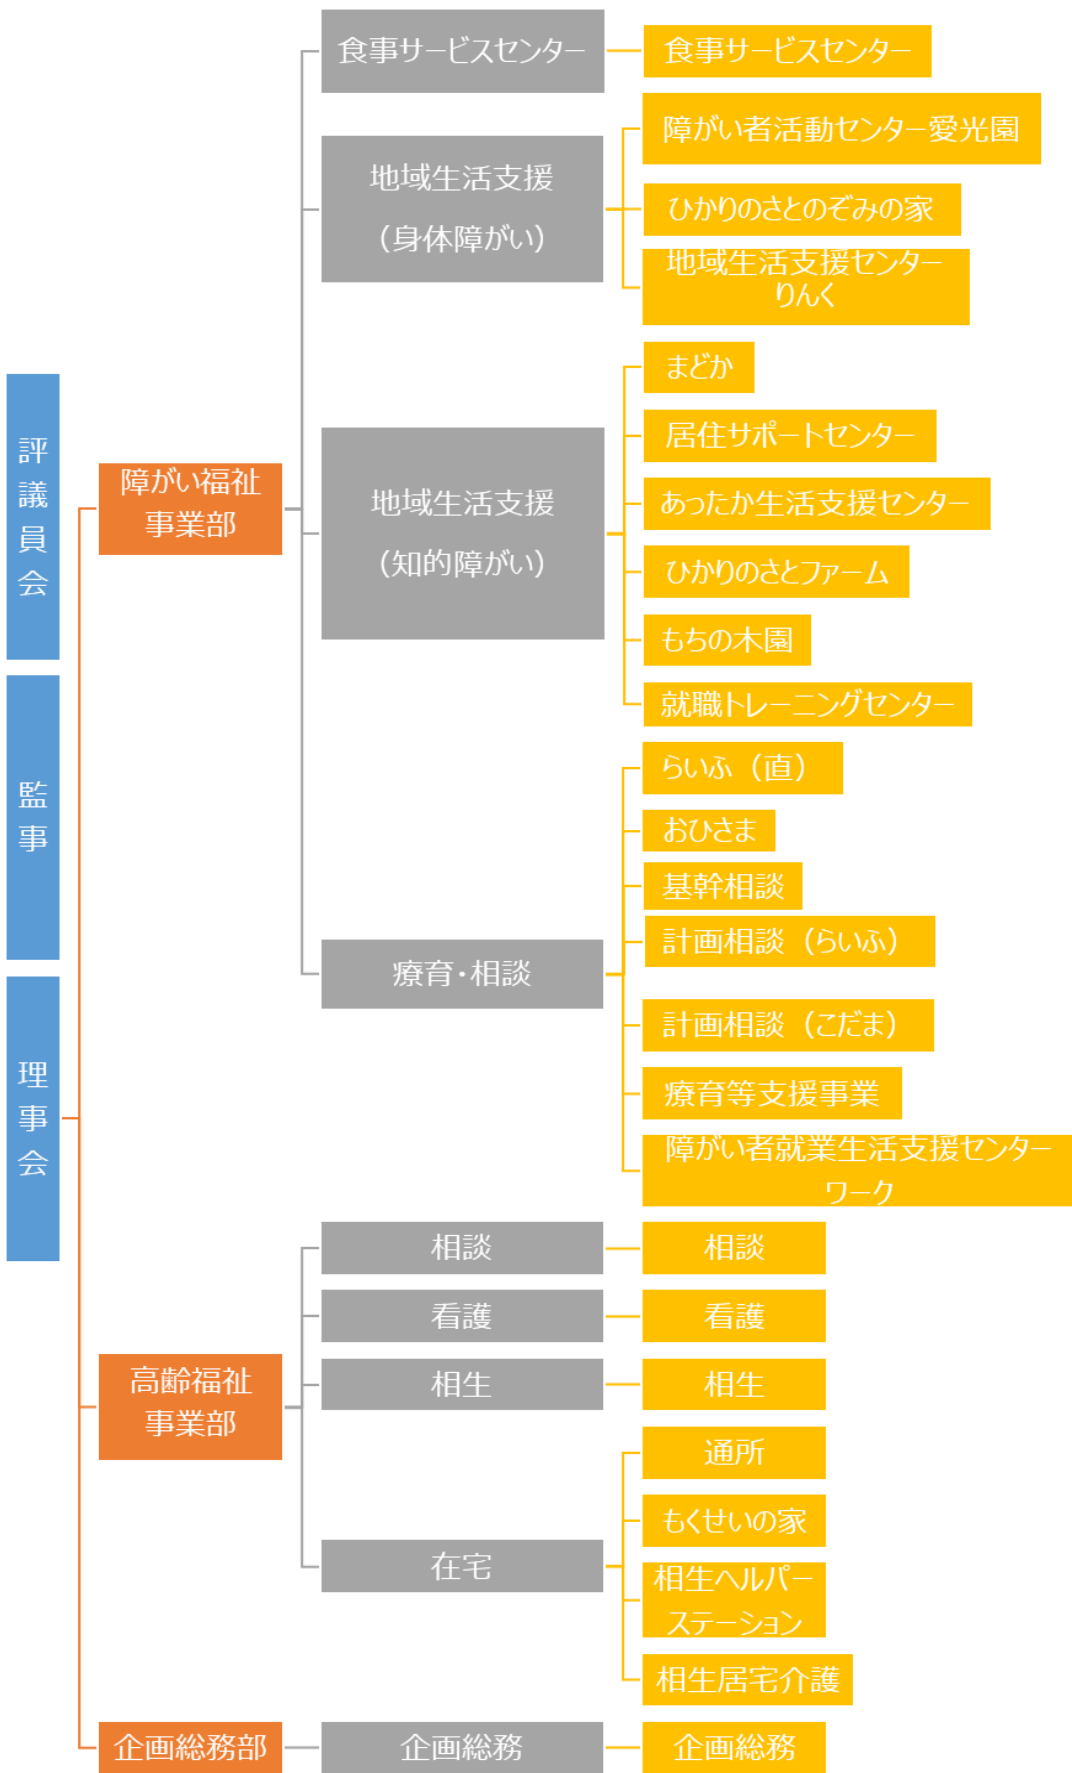 評議員会
監事
理事会
障がい福祉
事業部
食事サービスセンター
食事サービスセンター
地域生活支援
（身体障がい）
障がい者活動センター愛光園
ひかりのさとのぞみの家
地域生活支援センター
りんく
地域生活支援
（知的障がい）
まどか
居住サポートセンター
あったか生活支援センター
ひかりのさとファーム
もちの木園
就職トレーニングセンター
療育・相談
らいふ（直）
おひさま
基幹相談
計画相談（らいふ）
計画相談（こだま）
療育等支援事業
障がい者就業生活支援センター
ワーク
高齢福祉
事業部
相談
相談
看護
看護
相生
相生
在宅
通所
もくせいの家
相生ヘルパー
ステーション
相生居宅介護
企画総務部
企画総務
企画総務